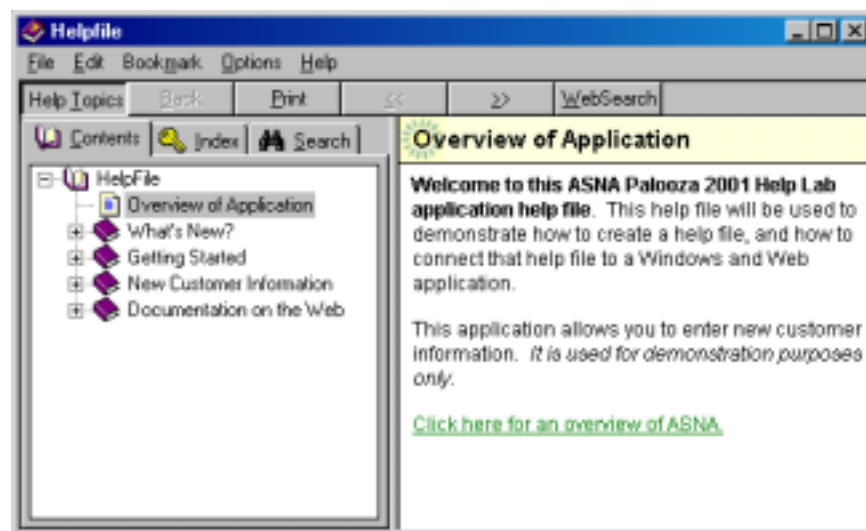 Helpfile
File Edit Bookmark Options Help
Help Topics Back Print << >> WebSearch
Contents Index Search
HelpFile
Overview of Application
What's New?
Getting Started
New Customer Information
Documentation on the Web
Overview of Application
Welcome to this ASNA Palooza 2001 Help Lab
application help file. This help file will be used to
demonstrate how to create a help file, and how to
connect that help file to a Windows and Web
application.
This application allows you to enter new customer
information. It is used for demonstration purposes
only.
Click here for an overview of ASNA.